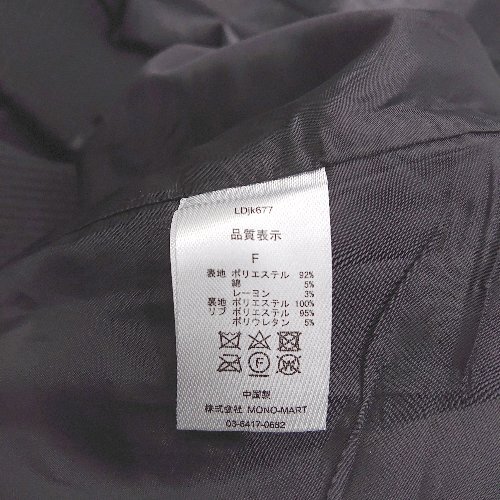 LDjk677
品質表示
F
表地 ポリエステル 92%
綿 5%
レーヨン 3%
裏地 ポリエステル 100%
リブ ポリエステル 95%
ポリウレタン 5%
F
中国製
株式会社 MONO-MART
03-6417-0682